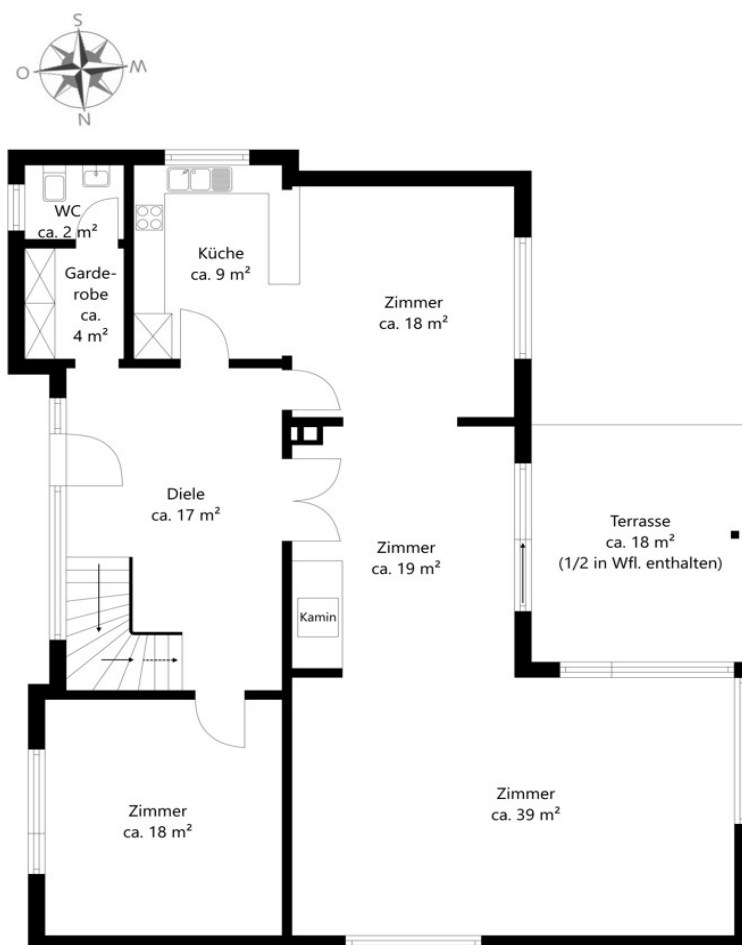 S
O
W
N
WC
ca. 2 m²
Garde-
robe
ca.
4 m²
Küche
ca. 9 m²
Zimmer
ca. 18 m²
Diele
ca. 17 m²
Zimmer
ca. 19 m²
Terrasse
ca. 18 m²
(1/2 in Wfl. enthalten)
Kamin
Zimmer
ca. 18 m²
Zimmer
ca. 39 m²